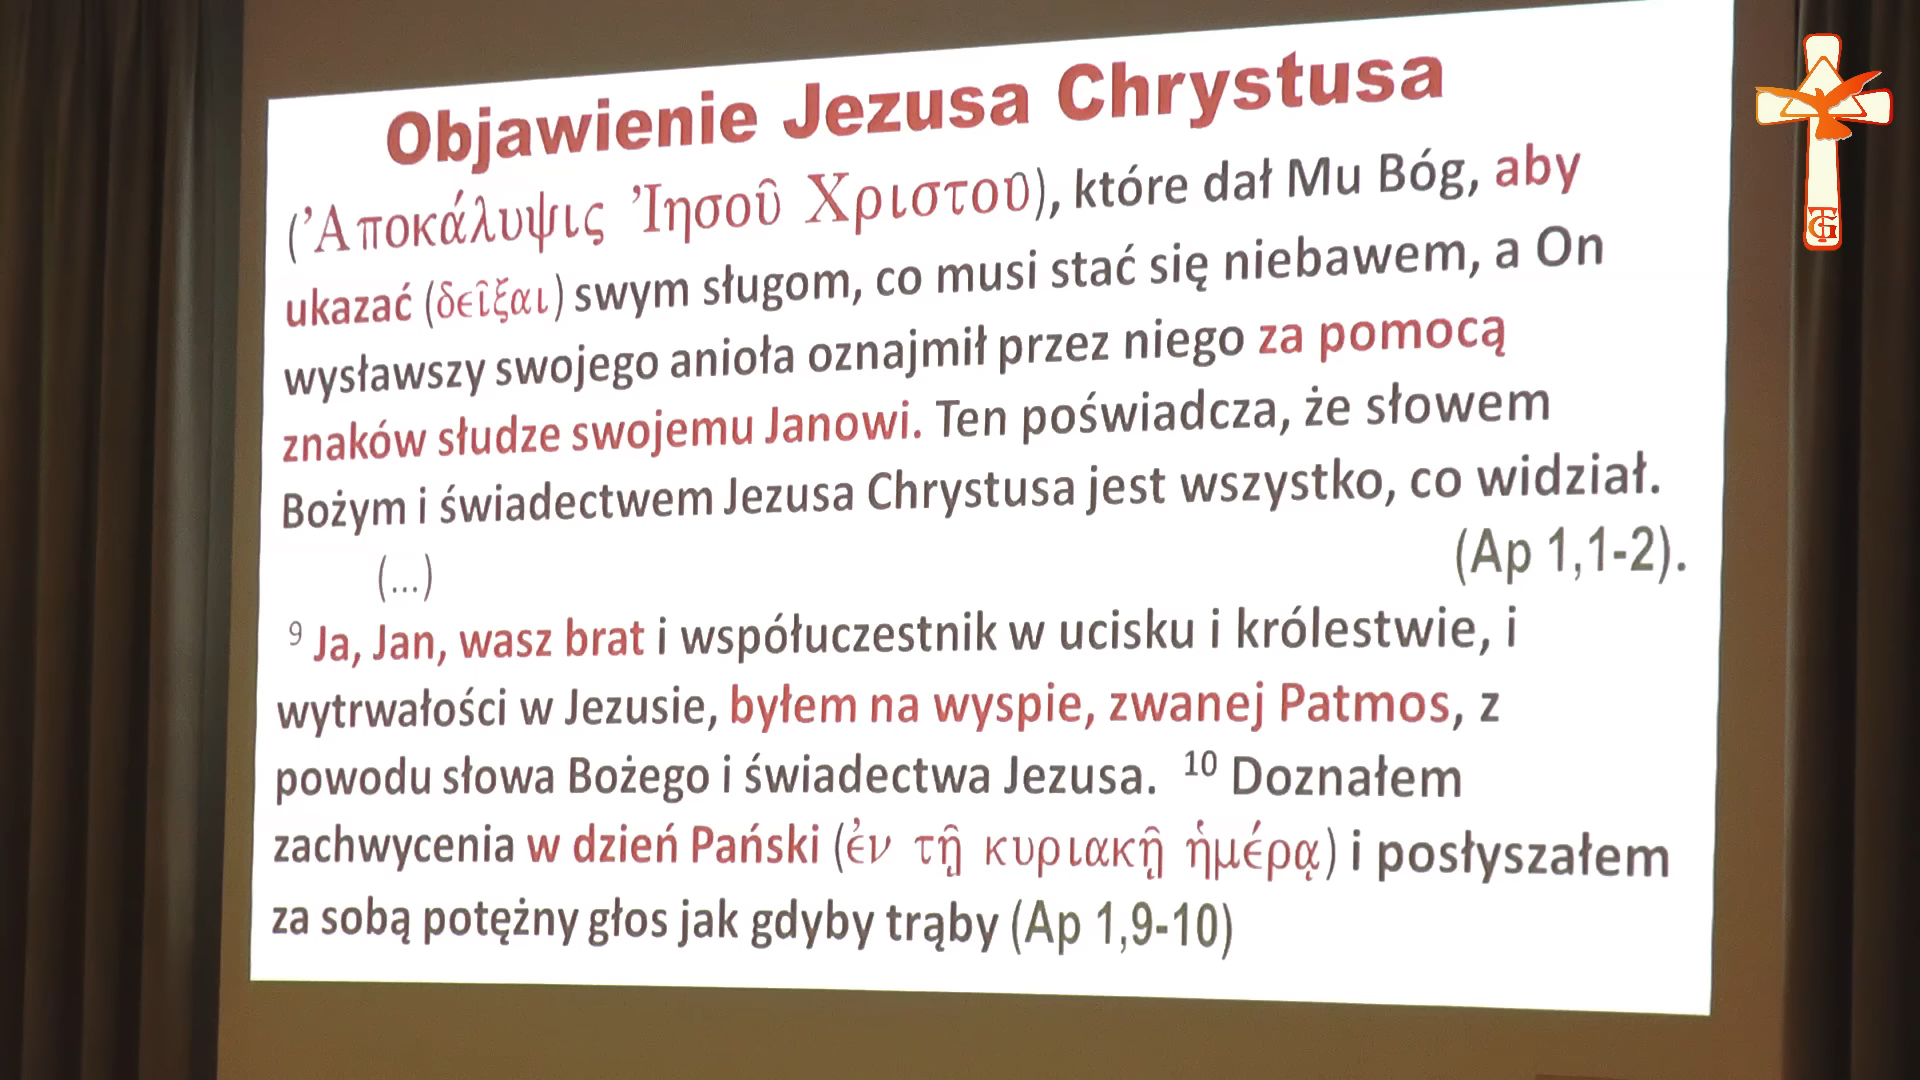 Objawienie Jezusa Chrystusa
(Ἀποκάλυψις Ἰησοῦ Χριστοῦ), które dał Mu Bóg, aby
ukazać (δεῖξαι) swym sługom, co musi stać się niebawem, a On
wysławszy swojego anioła oznajmił przez niego za pomocą
znaków słudze swojemu Janowi. Ten poświadcza, że słowem
Bożym i świadectwem Jezusa Chrystusa jest wszystko, co widział.
(...) (Ap 1,1-2).
9 Ja, Jan, wasz brat i współuczestnik w ucisku i królestwie, i
wytrwałości w Jezusie, byłem na wyspie, zwanej Patmos, z
powodu słowa Bożego i świadectwa Jezusa. 10 Doznałem
zachwycenia w dzień Pański (ἐν τῇ κυριακῇ ἡμέρᾳ) i posłyszałem
za sobą potężny głos jak gdyby trąby (Ap 1,9-10)